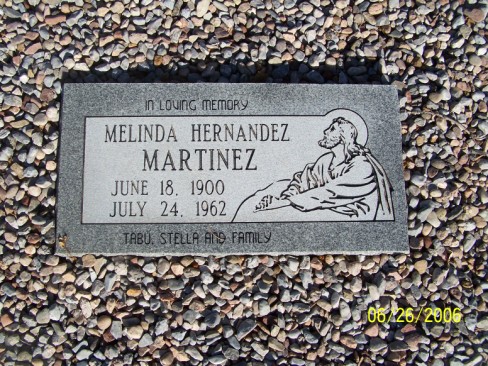 IN LOVING MEMORY
MELINDA HERNANDEZ
MARTINEZ
JUNE 18, 1900
JULY 24, 1962
TABU, STELLA AND FAMILY
06/26/2006